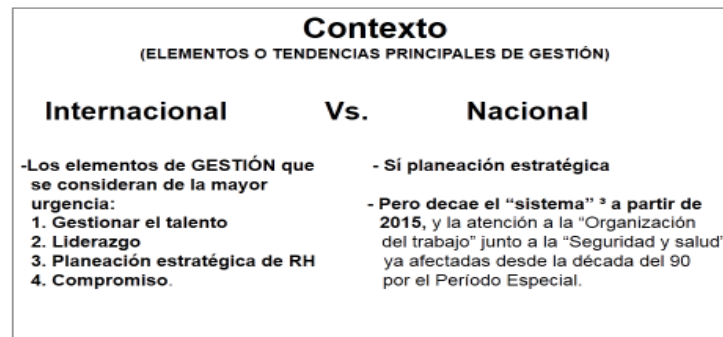 Contexto
(ELEMENTOS O TENDENCIAS PRINCIPALES DE GESTIÓN)
Internacional Vs. Nacional
-Los elementos de GESTIÓN que
se consideran de la mayor
urgencia:
1. Gestionar el talento
2. Liderazgo
3. Planeación estratégica de RH
4. Compromiso.
- Sí planeación estratégica
- Pero decae el “sistema” ³ a partir de
2015, y la atención a la “Organización
del trabajo” junto a la “Seguridad y salud”
ya afectadas desde la década del 90
por el Período Especial.